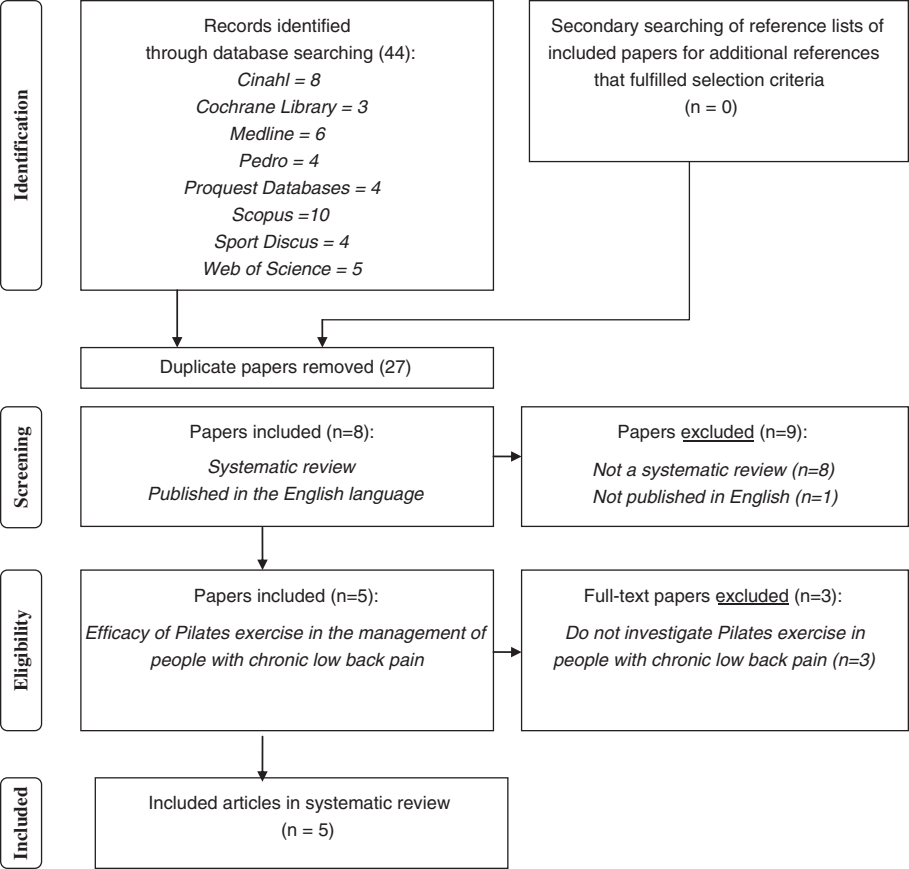 Identification
Records identified
through database searching (44):
Cinahl = 8
Cochrane Library = 3
Medline = 6
Pedro = 4
Proquest Databases = 4
Scopus =10
Sport Discus = 4
Web of Science = 5
Secondary searching of reference lists of
included papers for additional references
that fulfilled selection criteria
(n = 0)
Duplicate papers removed (27)
Screening
Papers included (n=8):
Systematic review
Published in the English language
Papers excluded (n=9):
Not a systematic review (n=8)
Not published in English (n=1)
Eligibility
Papers included (n=5):
Efficacy of Pilates exercise in the management of
people with chronic low back pain
Full-text papers excluded (n=3):
Do not investigate Pilates exercise in
people with chronic low back pain (n=3)
Included
Included articles in systematic review
(n = 5)